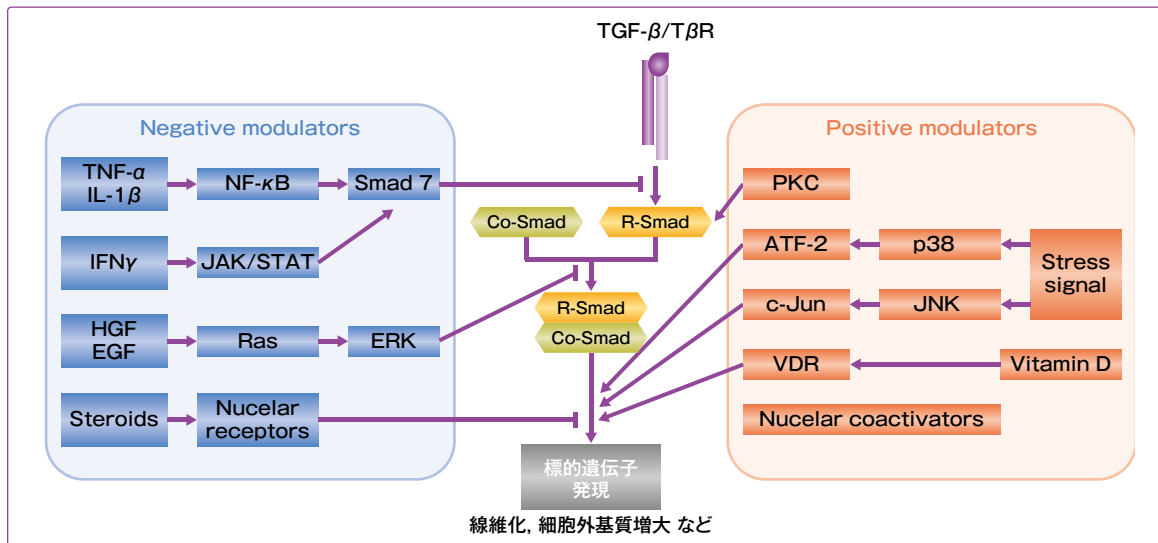 TGF-β/TβR
Negative modulators
TNF-α
IL-1β
NF-κB
Smad 7
IFNγ
JAK/STAT
HGF
EGF
Ras
ERK
Steroids
Nucelar
receptors
Co-Smad
R-Smad
R-Smad
Co-Smad
標的遺伝子
発現
線維化, 細胞外基質増大 など
Positive modulators
PKC
ATF-2
p38
Stress
signal
c-Jun
JNK
VDR
Vitamin D
Nucelar coactivators